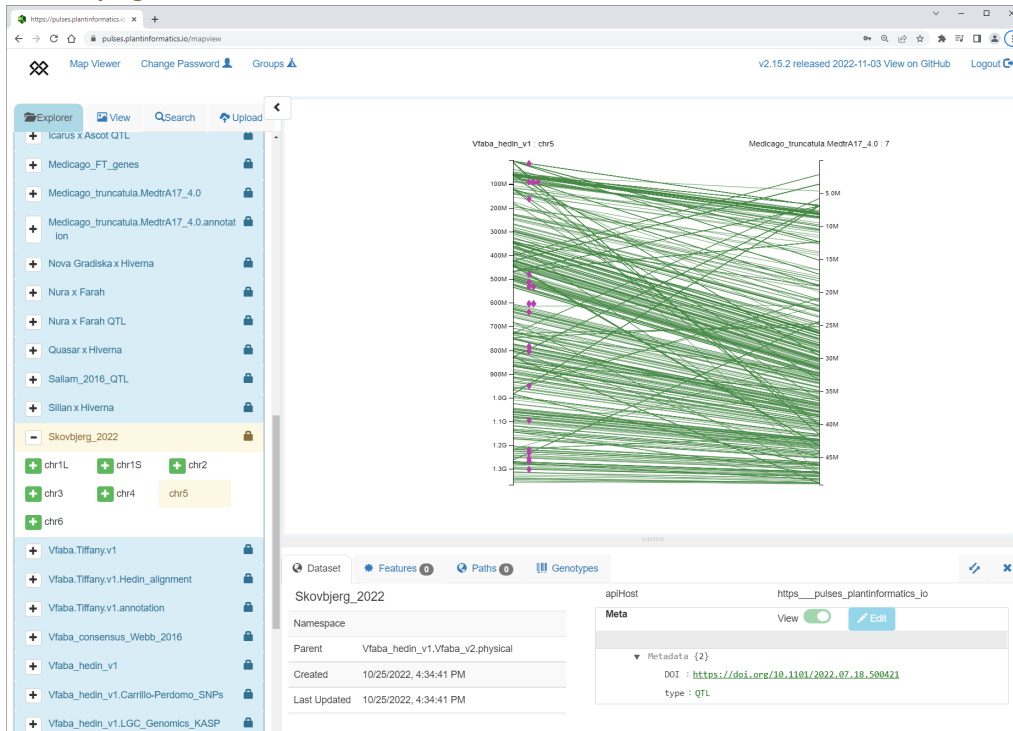 https://pulses.plantinformatics.io
pulses.plantinformatics.io/mapview
Map Viewer
Change Password
Groups
v2.15.2 released 2022-11-03 View on GitHub
Logout
Explorer
View
Search
Upload
Icarus x Ascot QTL
Medicago_FT_genes
Medicago_truncatula.MedtrA17_4.0
Medicago_truncatula.MedtrA17_4.0.annotat
ion
Nova Gradiska x Hiverna
Nura x Farah
Nura x Farah QTL
Quasar x Hiverna
Sallam_2016_QTL
Silian x Hiverna
Skovbjerg_2022
chr1L
chr1S
chr2
chr3
chr4
chr5
chr6
Vfaba.Tiffany.v1
Vfaba.Tiffany.v1.Hedin_alignment
Vfaba.Tiffany.v1.annotation
Vfaba_consensus_Webb_2016
Vfaba_hedin_v1
Vfaba_hedin_v1.Carrillo-Perdomo_SNPs
Vfaba_hedin_v1.LGC_Genomics_KASP
Vfaba_hedin_v1 : chr5
100M
200M
300M
400M
500M
600M
700M
800M
900M
1.0G
1.1G
1.2G
1.3G
Medicago_truncatula.MedtrA17_4.0 : 7
5.0M
10M
15M
20M
25M
30M
35M
40M
45M
Dataset
Features 0
Paths 0
Genotypes
Skovbjerg_2022
Namespace
Parent Vfaba_hedin_v1.Vfaba_v2.physical
Created 10/25/2022, 4:34:41 PM
Last Updated 10/25/2022, 4:34:41 PM
apiHost https___pulses_plantinformatics_io
Meta View Edit
Metadata {2}
DOI : https://doi.org/10.1101/2022.07.18.500421
type : QTL